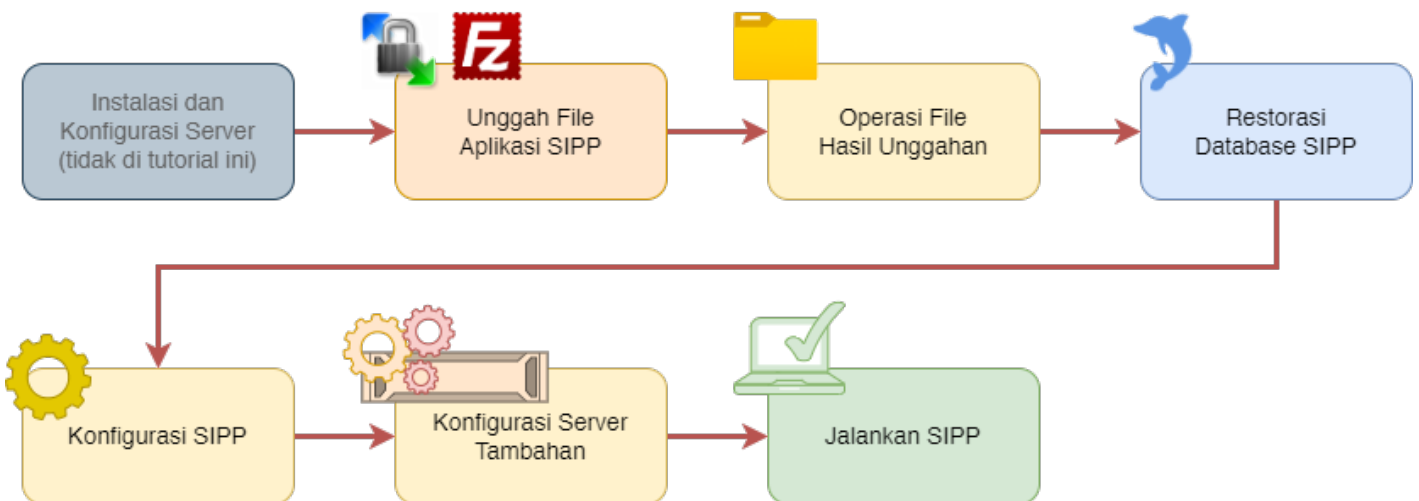 Instalasi dan
Konfigurasi Server
(tidak di tutorial ini)
Fz
Unggah File
Aplikasi SIPP
Operasi File
Hasil Unggahan
Restorasi
Database SIPP
Konfigurasi SIPP
Konfigurasi Server
Tambahan
Jalankan SIPP